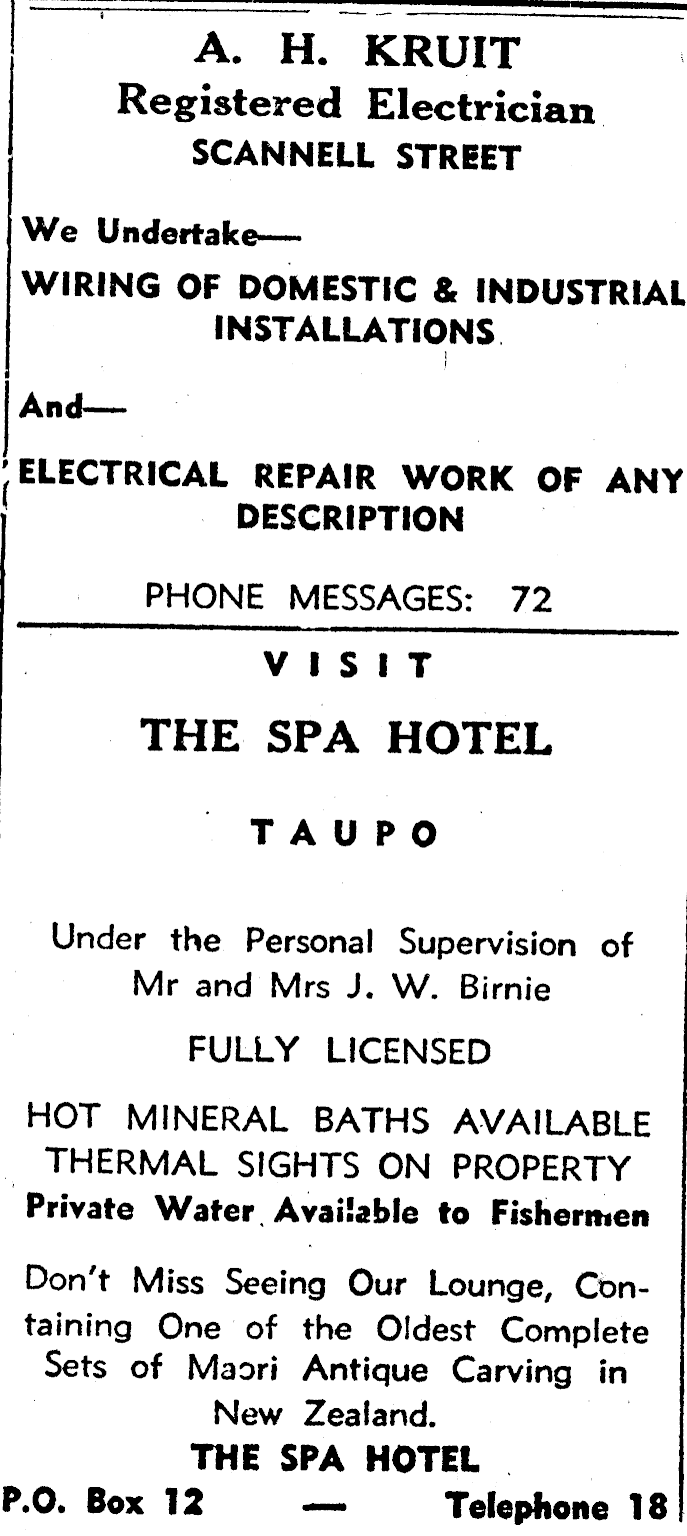 A. H. KRUIT
Registered Electrician
SCANNELL STREET
We Undertake—
WIRING OF DOMESTIC & INDUSTRIAL
INSTALLATIONS
And—
ELECTRICAL REPAIR WORK OF ANY
DESCRIPTION
PHONE MESSAGES: 72
VISIT
THE SPA HOTEL
TAUPO
Under the Personal Supervision of
Mr and Mrs J. W. Birnie
FULLY LICENSED
HOT MINERAL BATHS AVAILABLE
THERMAL SIGHTS ON PROPERTY
Private Water Available to Fishermen
Don't Miss Seeing Our Lounge, Con-
taining One of the Oldest Complete
Sets of Maori Antique Carving in
New Zealand.
THE SPA HOTEL
P.O. Box 12 — Telephone 18